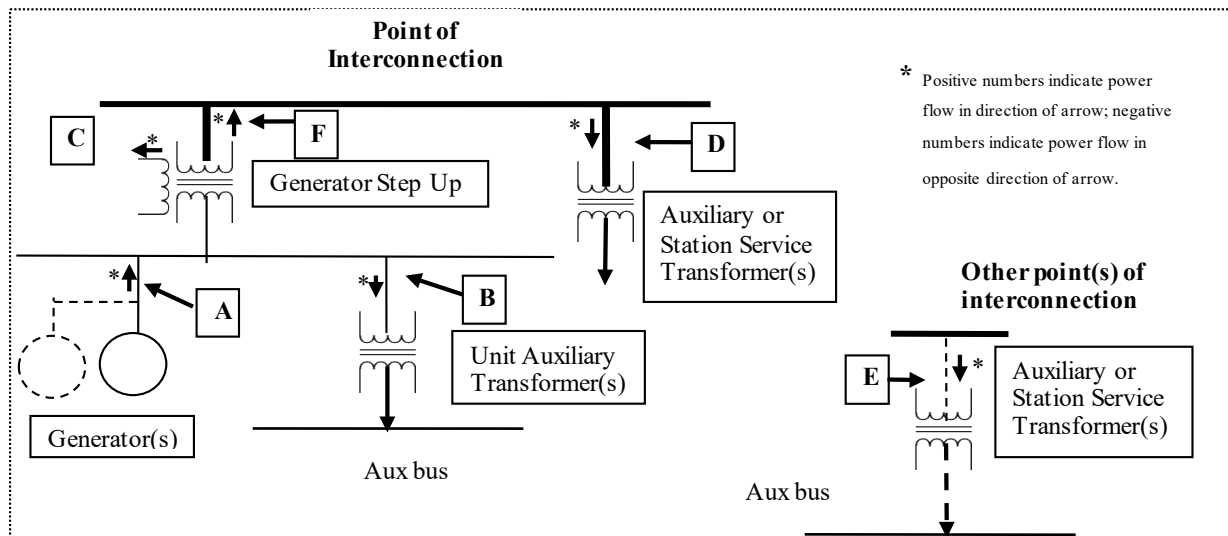 Point of
Interconnection
* Positive numbers indicate power
flow in direction of arrow; negative
numbers indicate power flow in
opposite direction of arrow.
C
*
*
F
*
D
Generator Step Up
Auxiliary or
Station Service
Transformer(s)
Other point(s) of
interconnection
*
A
*
B
Unit Auxiliary
Transformer(s)
E
*
Auxiliary or
Station Service
Transformer(s)
Generator(s)
Aux bus
Aux bus